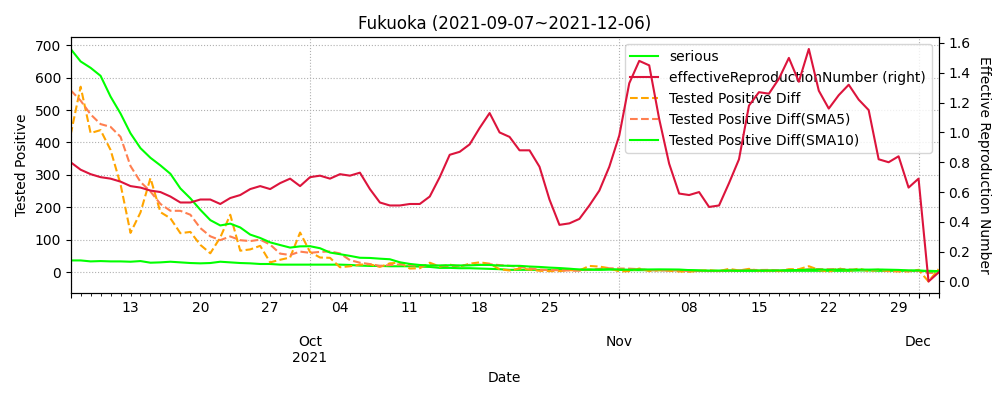 Fukuoka (2021-09-07~2021-12-06)
700
600
500
400
300
200
100
0
Tested Positive
1.6
1.4
1.2
1.0
0.8
0.6
0.4
0.2
0.0
Effective Reproduction Number
serious
effectiveReproductionNumber (right)
Tested Positive Diff
Tested Positive Diff(SMA5)
Tested Positive Diff(SMA10)
13 20 27 04 11 18 25 08 15 22 29
Oct Nov Dec
2021
Date